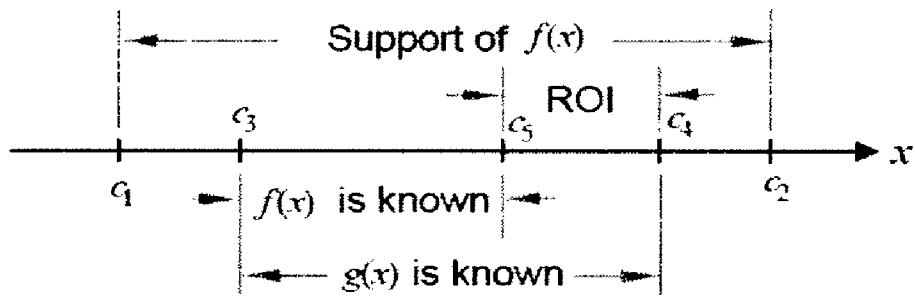 Support of f(x)
ROI
c3 c5 c4
x
c1 c2
f(x) is known
g(x) is known